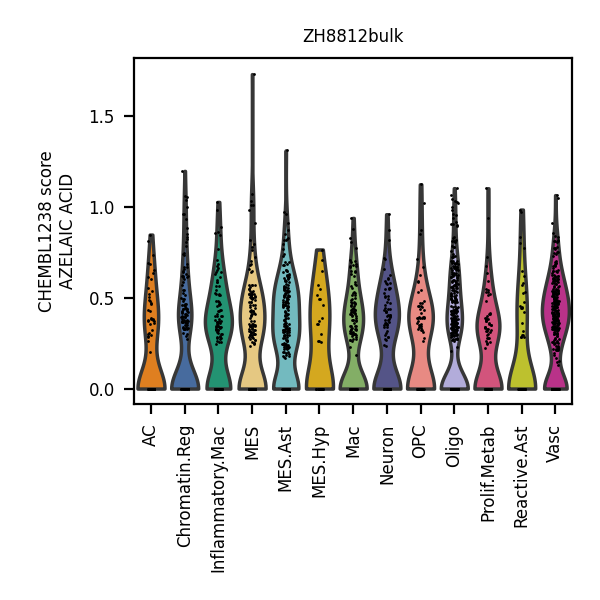 ZH8812bulk
CHEMBL1238 score
AZELAIC ACID
1.5
1.0
0.5
0.0
AC
Chromatin.Reg
Inflammatory.Mac
MES
MES.Ast
MES.Hyp
Mac
Neuron
OPC
Oligo
Prolif.Metab
Reactive.Ast
Vasc